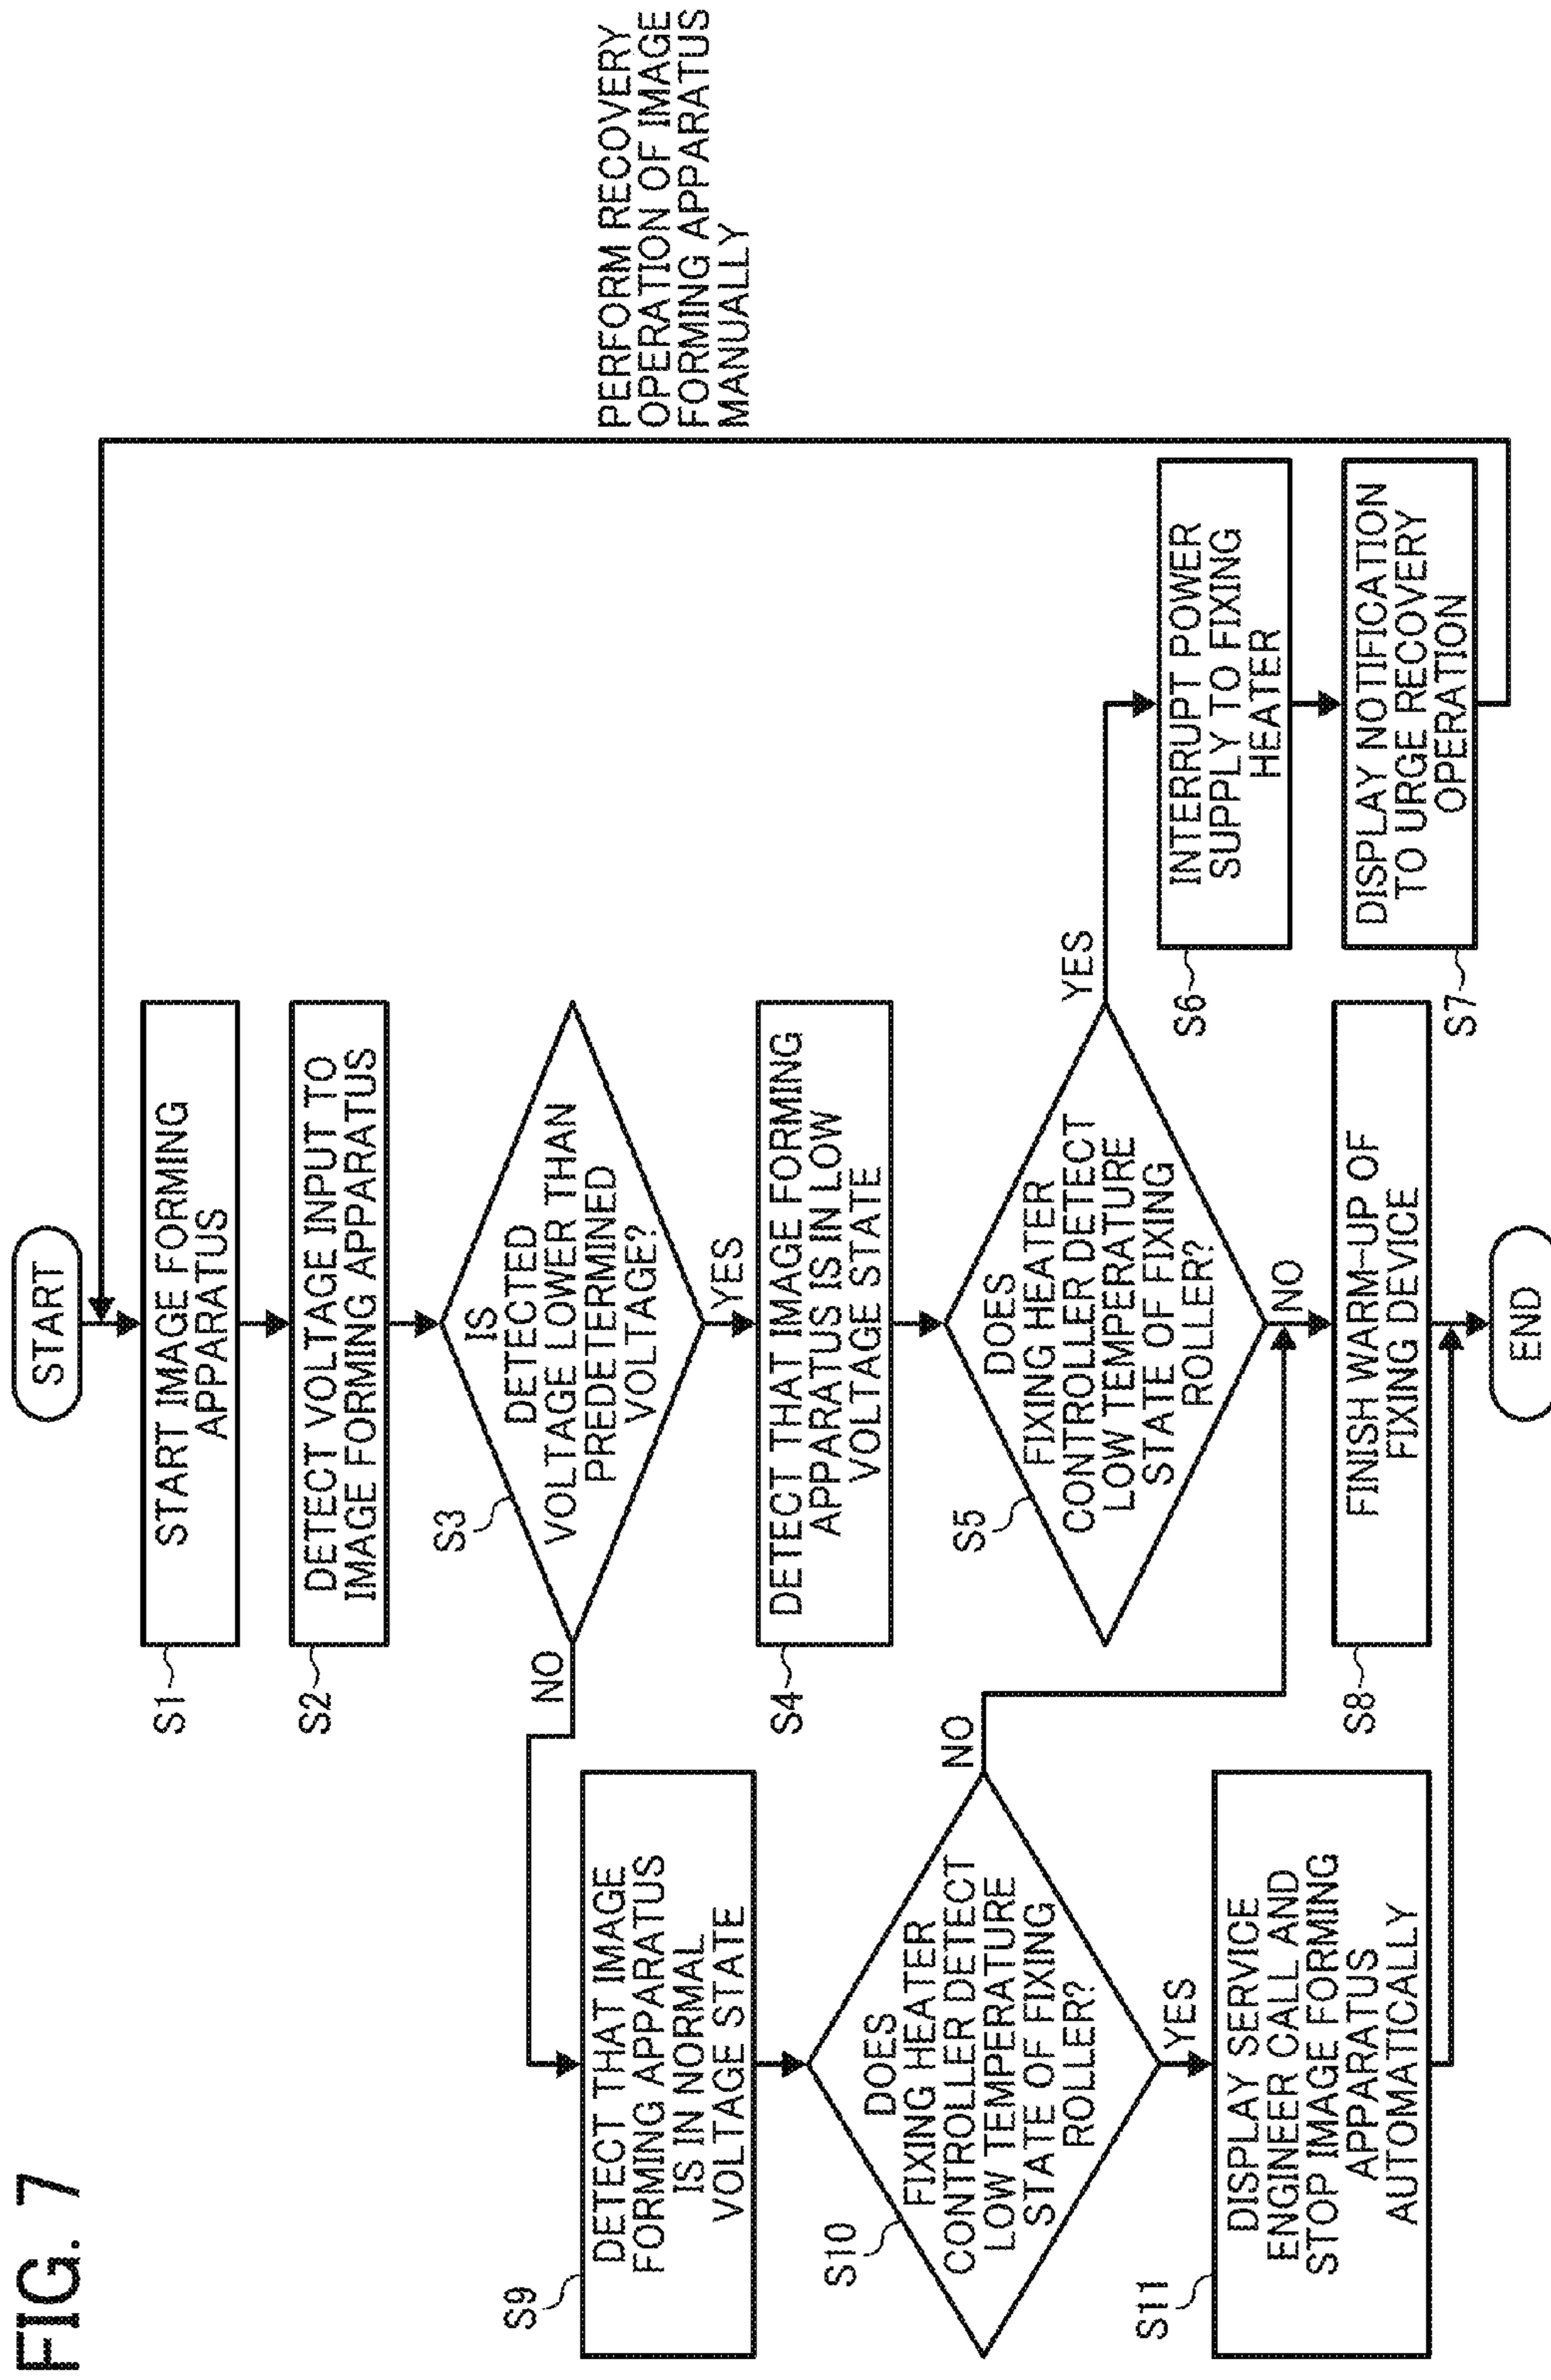 FIG. 7
START
START IMAGE FORMING
APPARATUS
S1
DETECT VOLTAGE INPUT TO
IMAGE FORMING APPARATUS
S2
IS
DETECTED
VOLTAGE LOWER THAN
PREDETERMINED
VOLTAGE?
S3
NO
YES
DETECT THAT IMAGE FORMING
APPARATUS IS IN LOW
VOLTAGE STATE
S4
DOES
FIXING HEATER
CONTROLLER DETECT
LOW TEMPERATURE
STATE OF FIXING
ROLLER?
S5
YES
NO
INTERRUPT POWER
SUPPLY TO FIXING
HEATER
S6
DISPLAY NOTIFICATION
TO URGE RECOVERY
OPERATION
S7
PERFORM RECOVERY
OPERATION OF IMAGE
FORMING APPARATUS
MANUALLY
FINISH WARM-UP OF
FIXING DEVICE
S8
DETECT THAT IMAGE
FORMING APPARATUS
IS IN NORMAL
VOLTAGE STATE
S9
DOES
FIXING HEATER
CONTROLLER DETECT
LOW TEMPERATURE
STATE OF FIXING
ROLLER?
S10
NO
YES
DISPLAY SERVICE
ENGINEER CALL AND
STOP IMAGE FORMING
APPARATUS
AUTOMATICALLY
S11
END